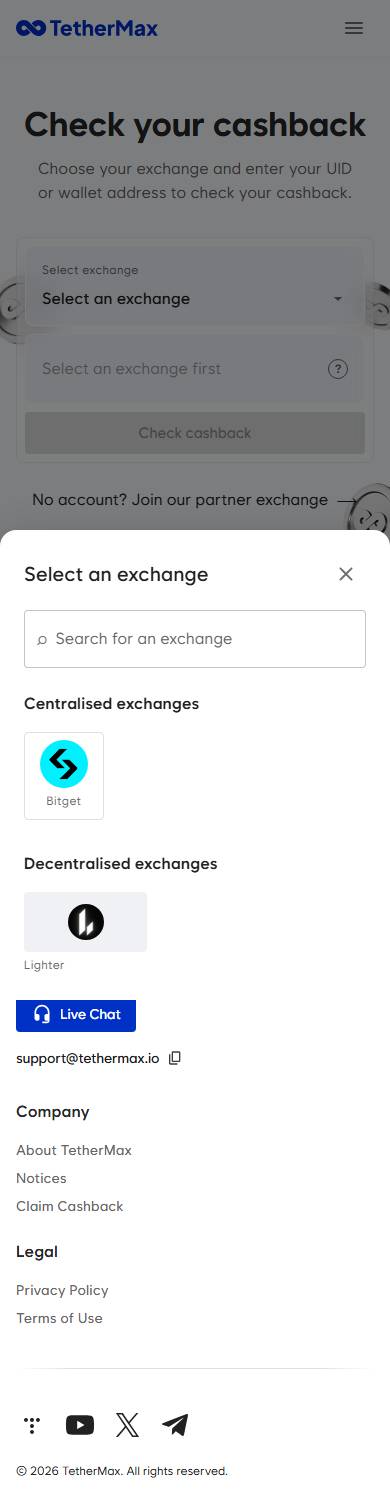 TetherMax
Check your cashback
Choose your exchange and enter your UID
or wallet address to check your cashback.
Select exchange
Select an exchange
Select an exchange first
?
Check cashback
No account? Join our partner exchange
Select an exchange
Search for an exchange
Centralised exchanges
Bitget
Decentralised exchanges
Lighter
Live Chat
support@tethermax.io
Company
About TetherMax
Notices
Claim Cashback
Legal
Privacy Policy
Terms of Use
© 2026 TetherMax. All rights reserved.